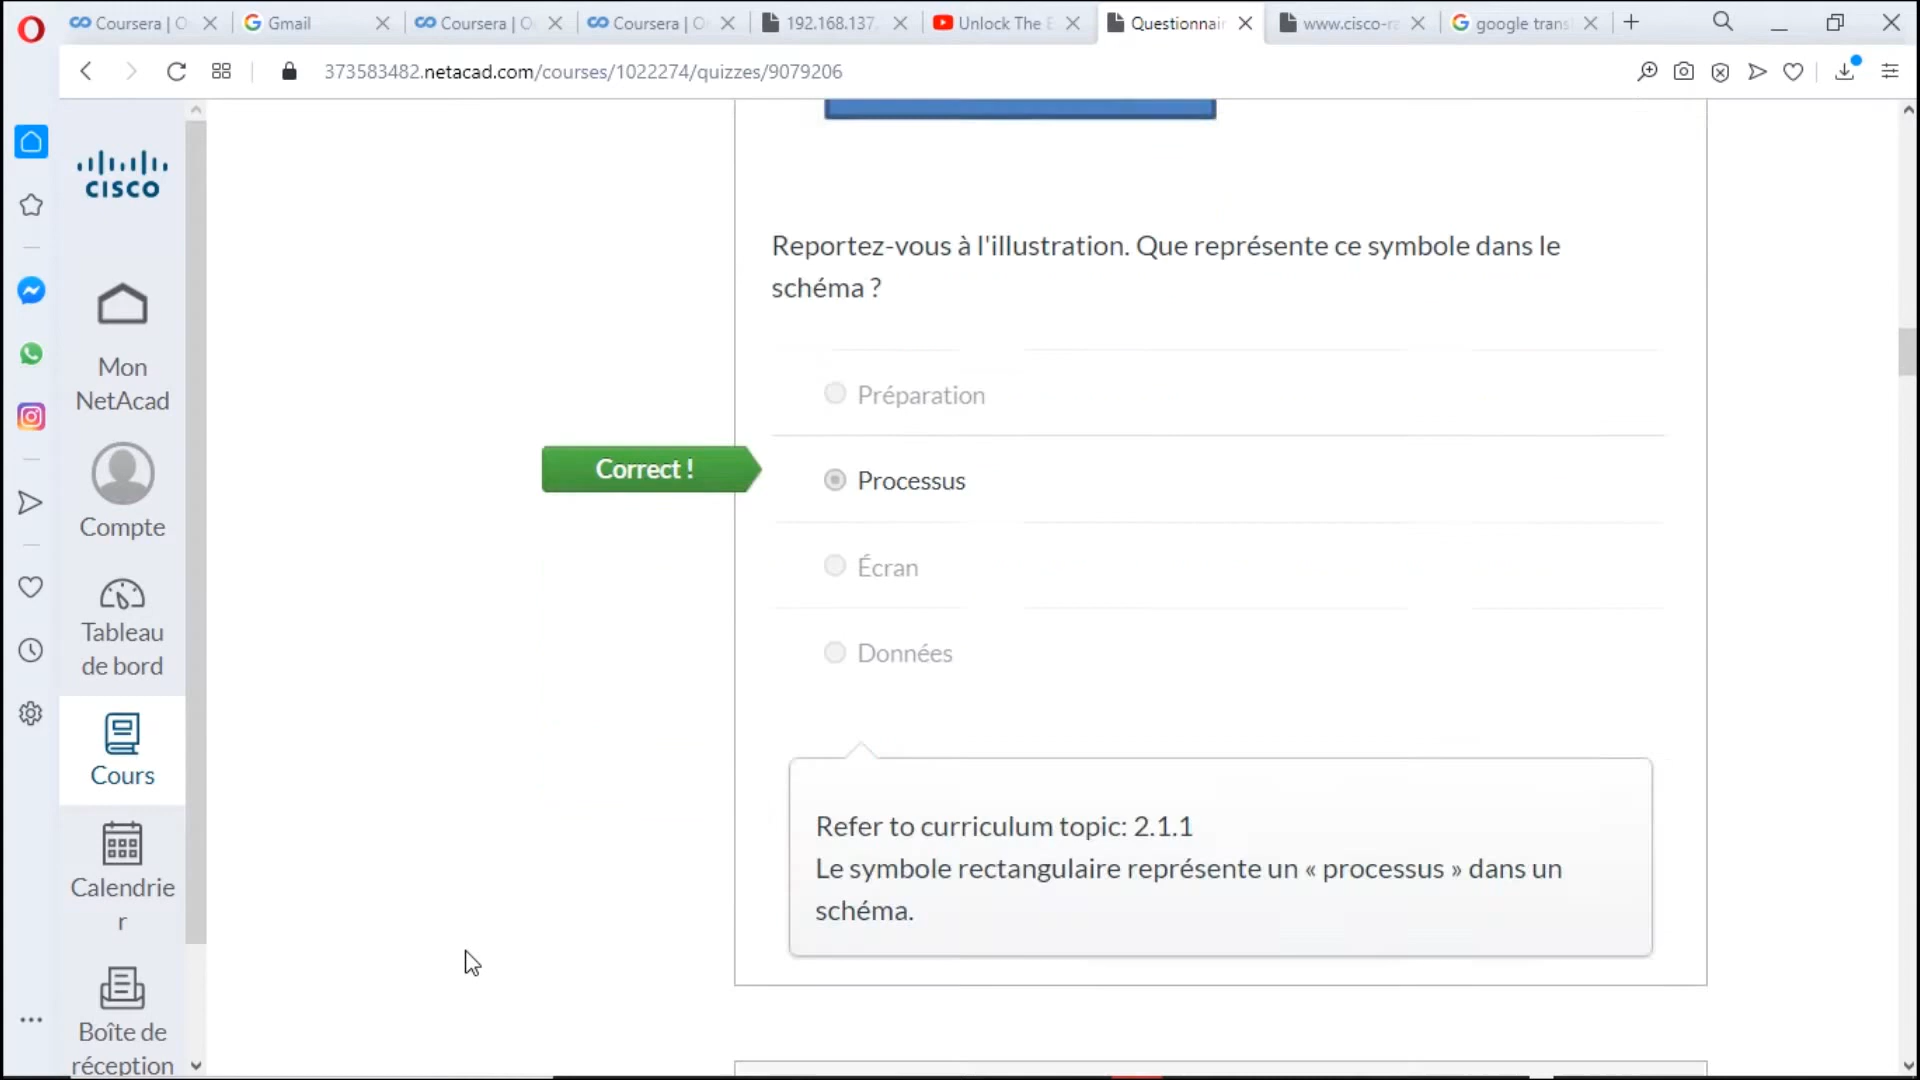 Coursera | O
Gmail
Coursera | O
Coursera | O
192.168.137.
Unlock The E
Questionnair
www.cisco-ra
google trans
373583482.netacad.com/courses/1022274/quizzes/9079206
CISCO
Mon
NetAcad
Compte
Tableau
de bord
Cours
Calendrie
r
Boîte de
réception
Reportez-vous à l'illustration. Que représente ce symbole dans le
schéma ?
Préparation
Correct !
Processus
Écran
Données
Refer to curriculum topic: 2.1.1
Le symbole rectangulaire représente un « processus » dans un
schéma.